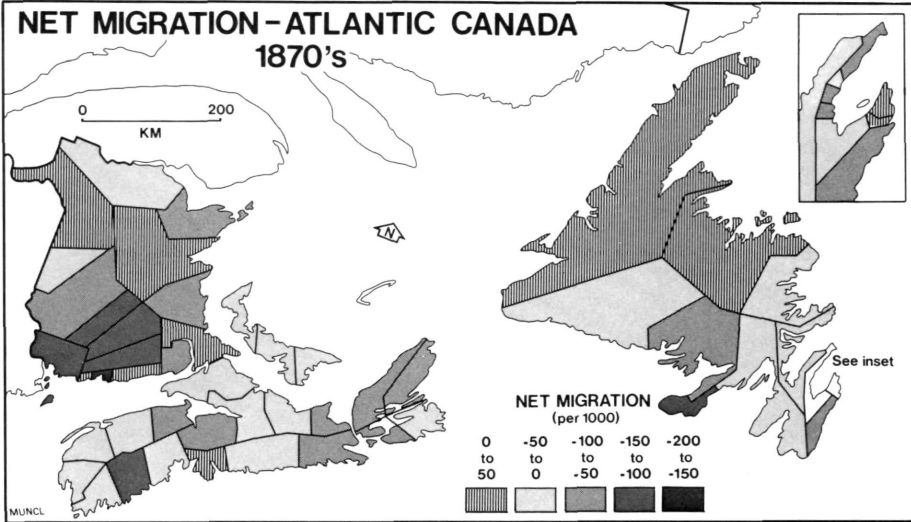 NET MIGRATION – ATLANTIC CANADA
1870's
0 200
KM
N
See inset
NET MIGRATION
(per 1000)
0 -50 -100 -150 -200
to to to to to
50 0 -50 -100 -150
MUNCL